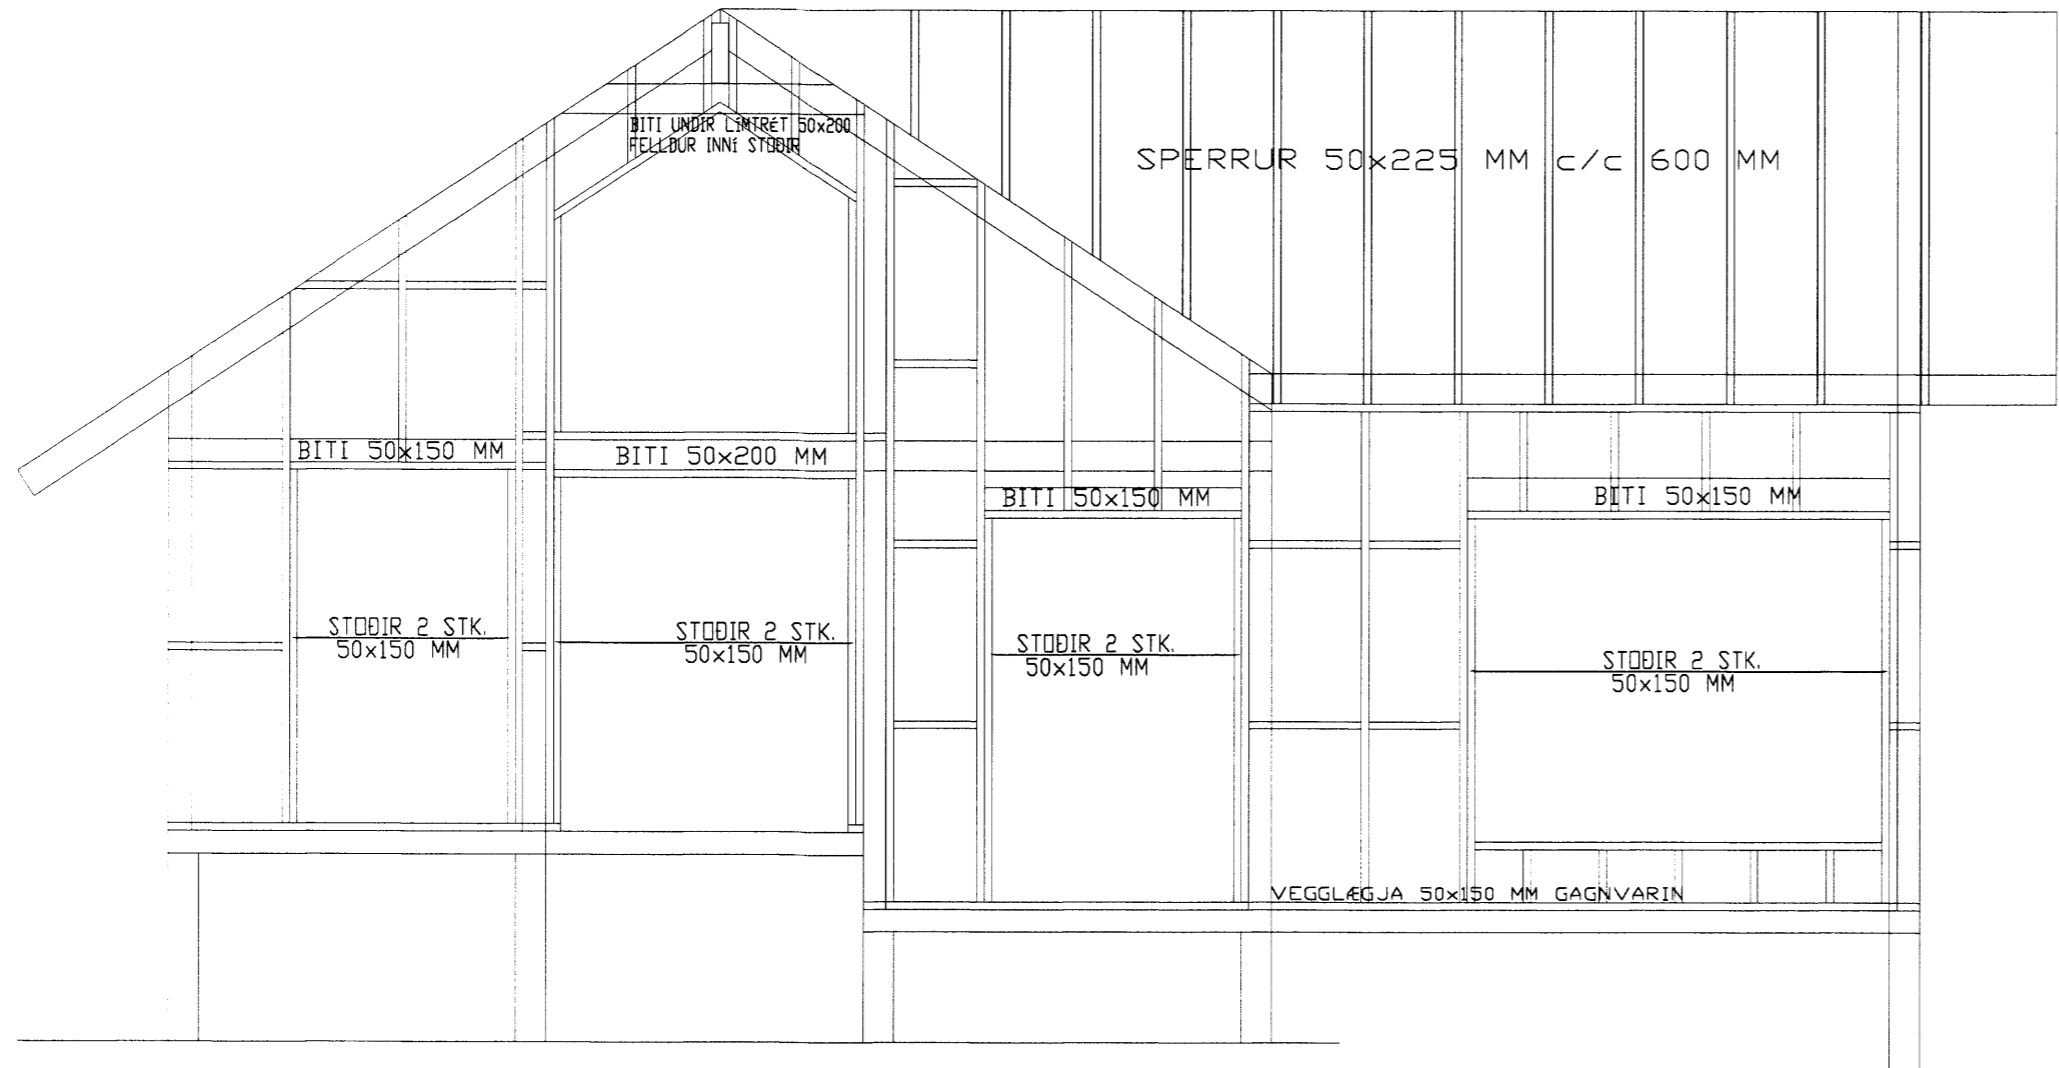 BITI UNDIR LÍMTRÉT 50x200
FELLDUR INNÍ STOÐIR
SPERRUR 50x225 MM c/c 600 MM
BITI 50x150 MM
BITI 50x200 MM
BITI 50x150 MM
BITI 50x150 MM
STOÐIR 2 STK.
50x150 MM
STOÐIR 2 STK.
50x150 MM
STOÐIR 2 STK.
50x150 MM
STOÐIR 2 STK.
50x150 MM
VEGGLÆGJA 50x150 MM GAGNVARIN